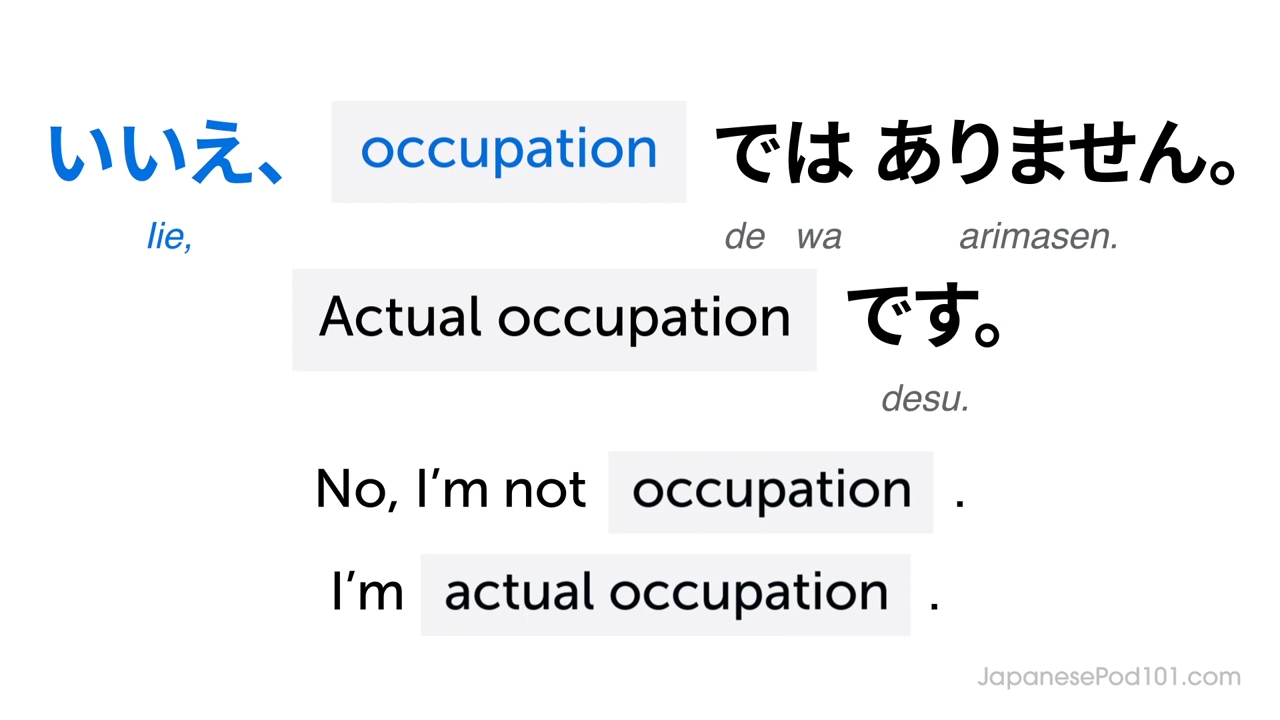 いいえ、 occupation では ありません。
Iie, de wa arimasen.
Actual occupation です。
desu.
No, I’m not occupation .
I’m actual occupation .
JapanesePod101.com